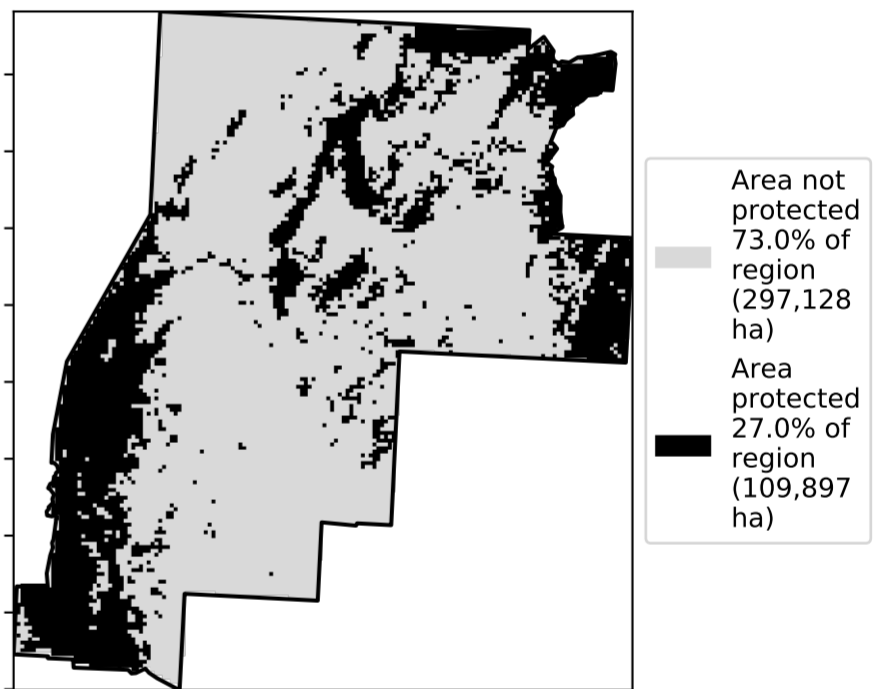 Area not
protected
73.0% of
region
(297,128
ha)
Area
protected
27.0% of
region
(109,897
ha)